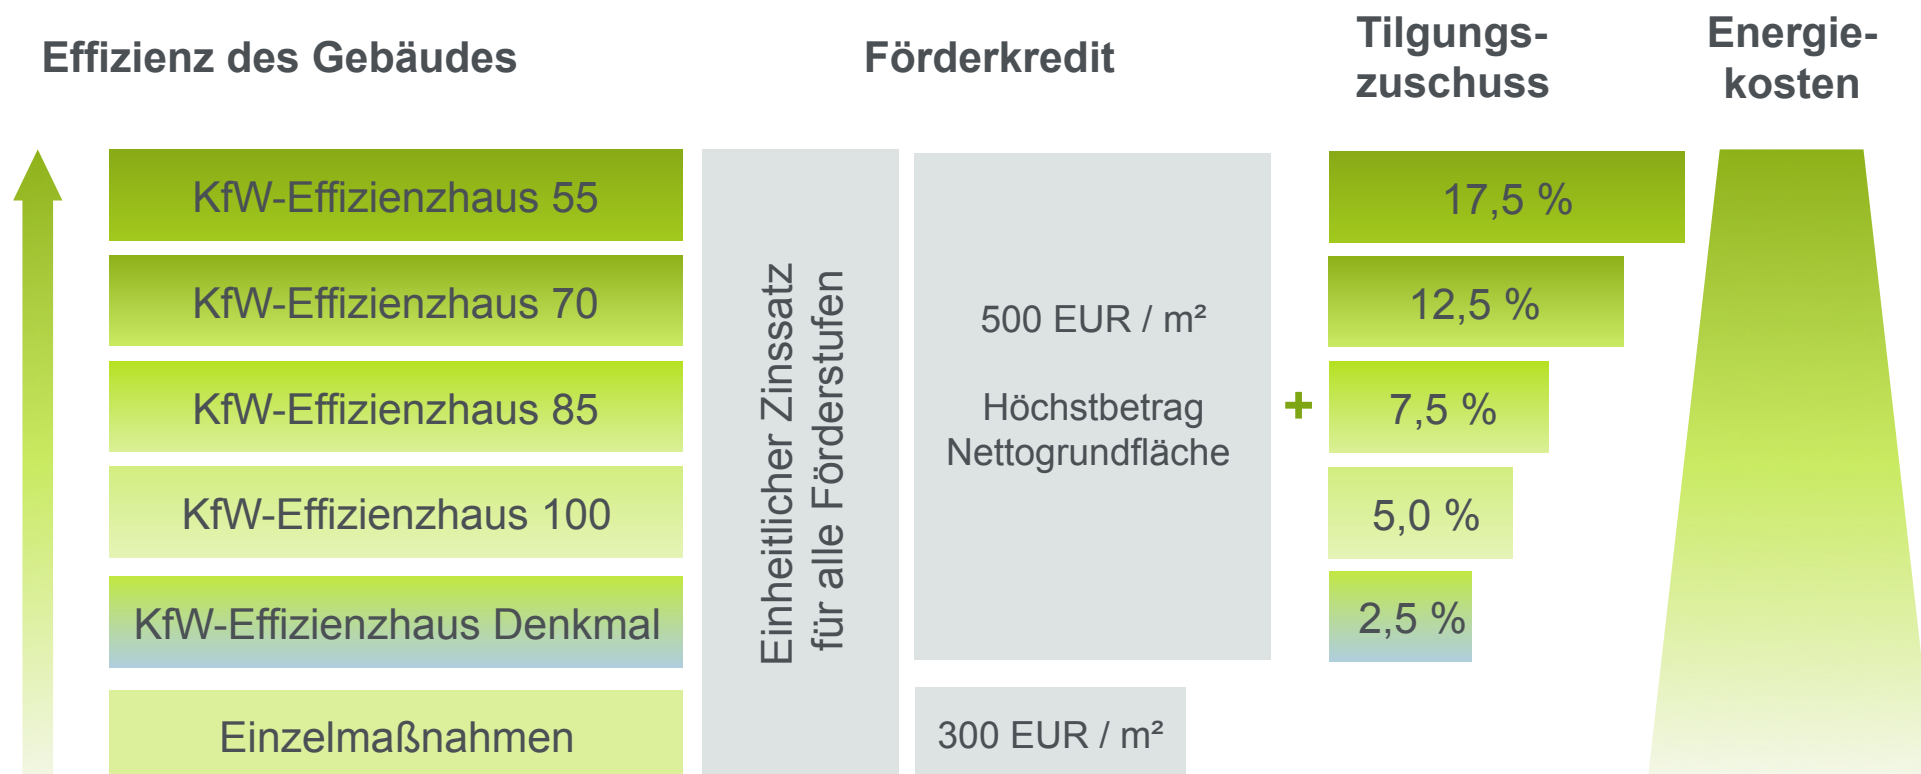 Effizienz des Gebäudes
Förderkredit
Tilgungs-
zuschuss
Energie-
kosten
KfW-Effizienzhaus 55
KfW-Effizienzhaus 70
KfW-Effizienzhaus 85
KfW-Effizienzhaus 100
KfW-Effizienzhaus Denkmal
Einzelmaßnahmen
Einheitlicher Zinssatz
für alle Förderstufen
500 EUR / m²
Höchstbetrag
Nettogrundfläche
300 EUR / m²
+
17,5 %
12,5 %
7,5 %
5,0 %
2,5 %